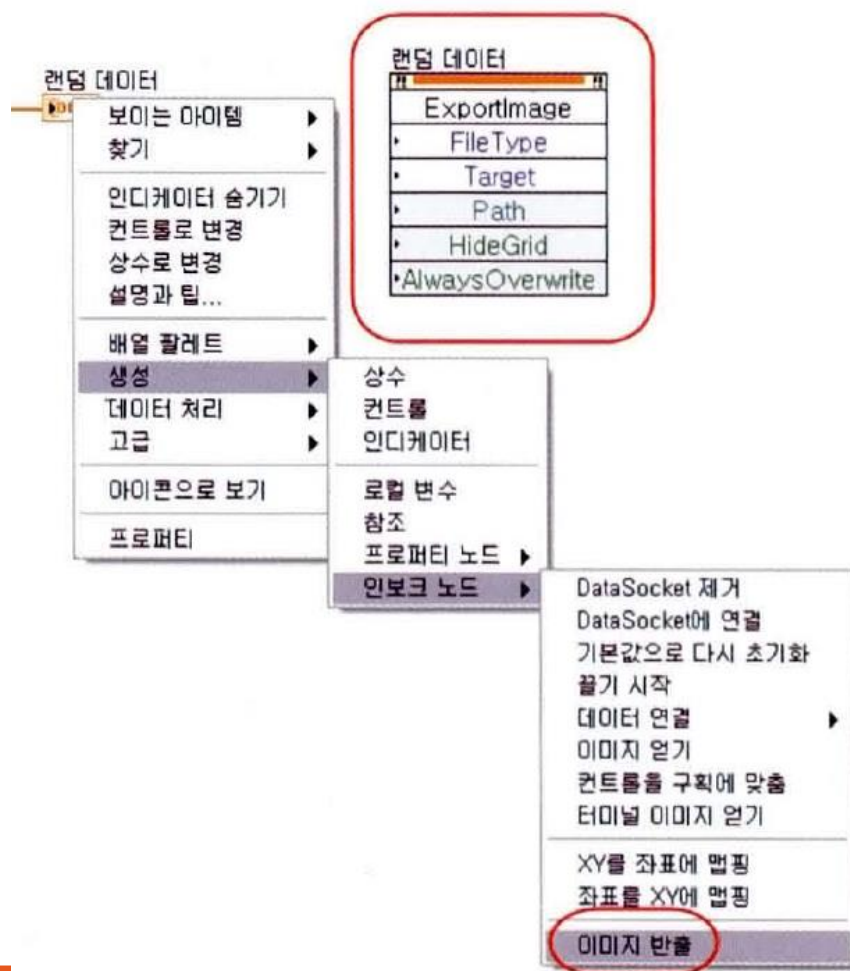 랜덤 데이터
보이는 아이템
찾기
인디케이터 숨기기
컨트롤로 변경
상수로 변경
설명과 팁...
배열 팔레트
생성
데이터 처리
고급
아이콘으로 보기
프로퍼티
랜덤 데이터
ExportImage
FileType
Target
Path
HideGrid
AlwaysOverwrite
상수
컨트롤
인디케이터
로컬 변수
참조
프로퍼티 노드
인보크 노드
DataSocket 제거
DataSocket에 연결
기본값으로 다시 초기화
끌기 시작
데이터 연결
이미지 얻기
컨트롤을 구획에 맞춤
터미널 이미지 얻기
XY를 좌표에 맵핑
좌표를 XY에 맵핑
이미지 반출